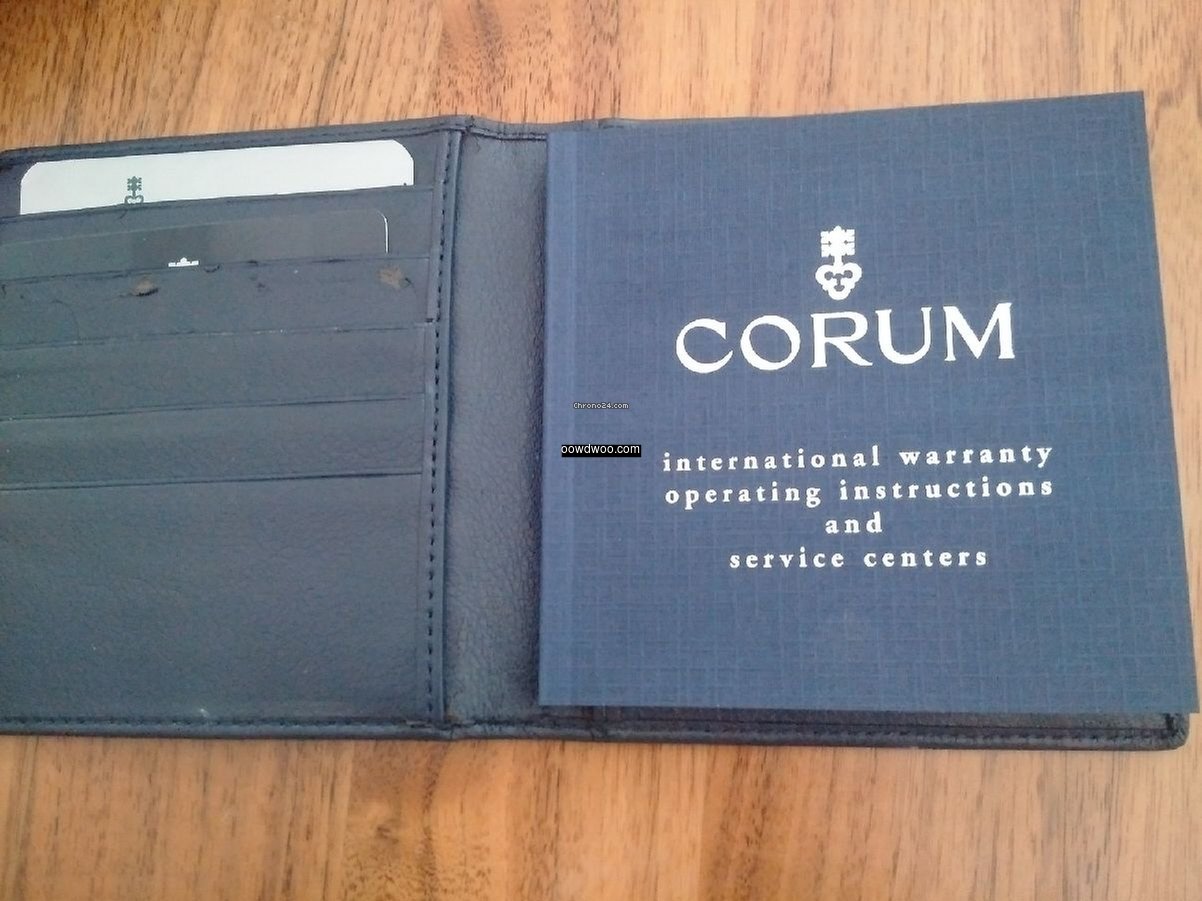 CORUM
Chrono24.com
oowdwoo.com
international warranty
operating instructions
and
service centers